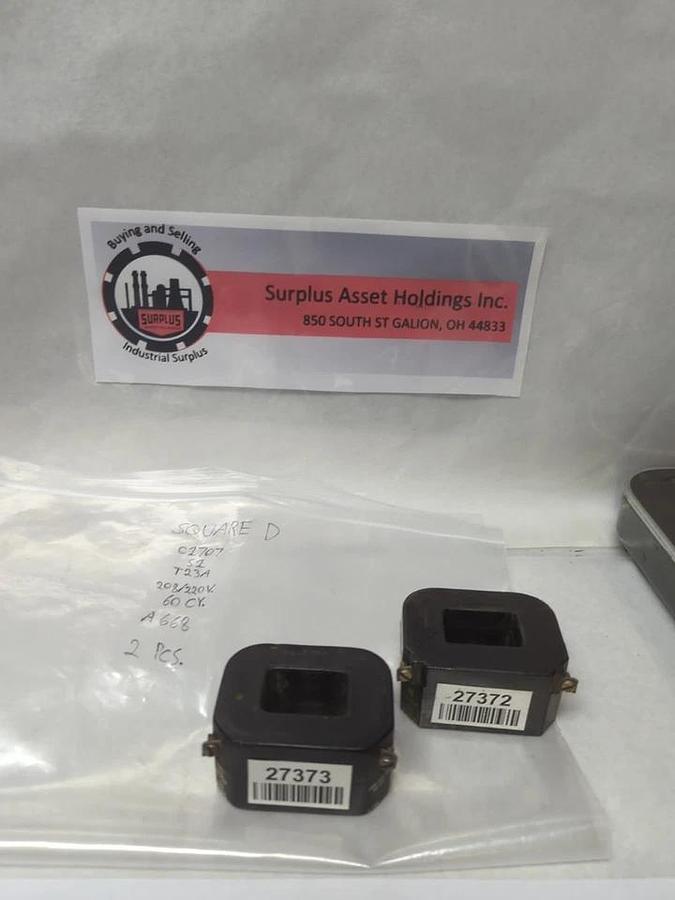 Buying and Selling
SURPLUS
Industrial Surplus
Surplus Asset Holdings Inc.
850 SOUTH ST GALION, OH 44833
SQUARE D
T23A
208/220V.
60 CY.
A 668
2 PCS.
27372
27373